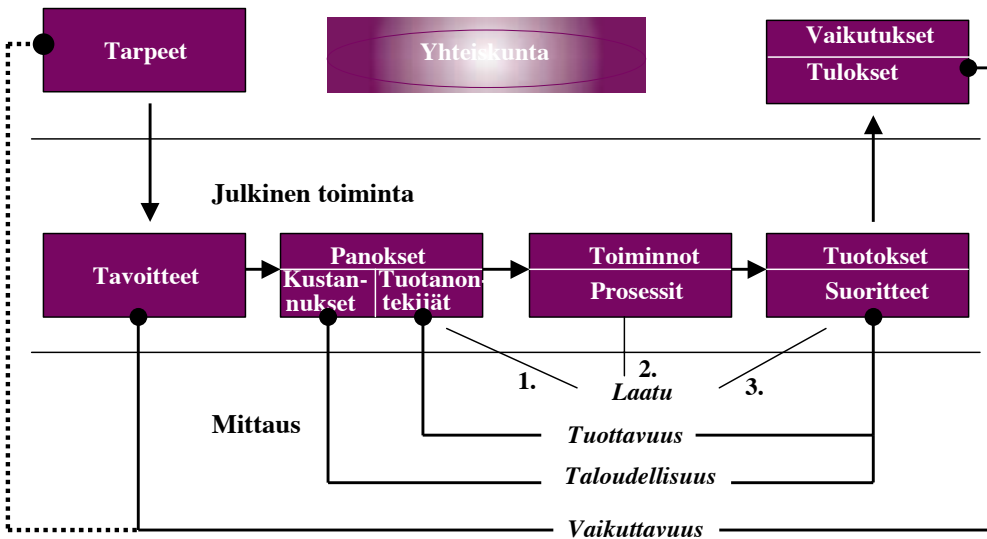 Tarpeet
Yhteiskunta
Vaikutukset
Tulokset
Julkinen toiminta
Tavoitteet
Panokset
Kustan-
nukset
Tuotanon-
tekijät
Toiminnot
Prosessit
Tuotokset
Suoritteet
1.
2.
3.
Laatu
Mittaus
Tuottavuus
Taloudellisuus
Vaikuttavuus